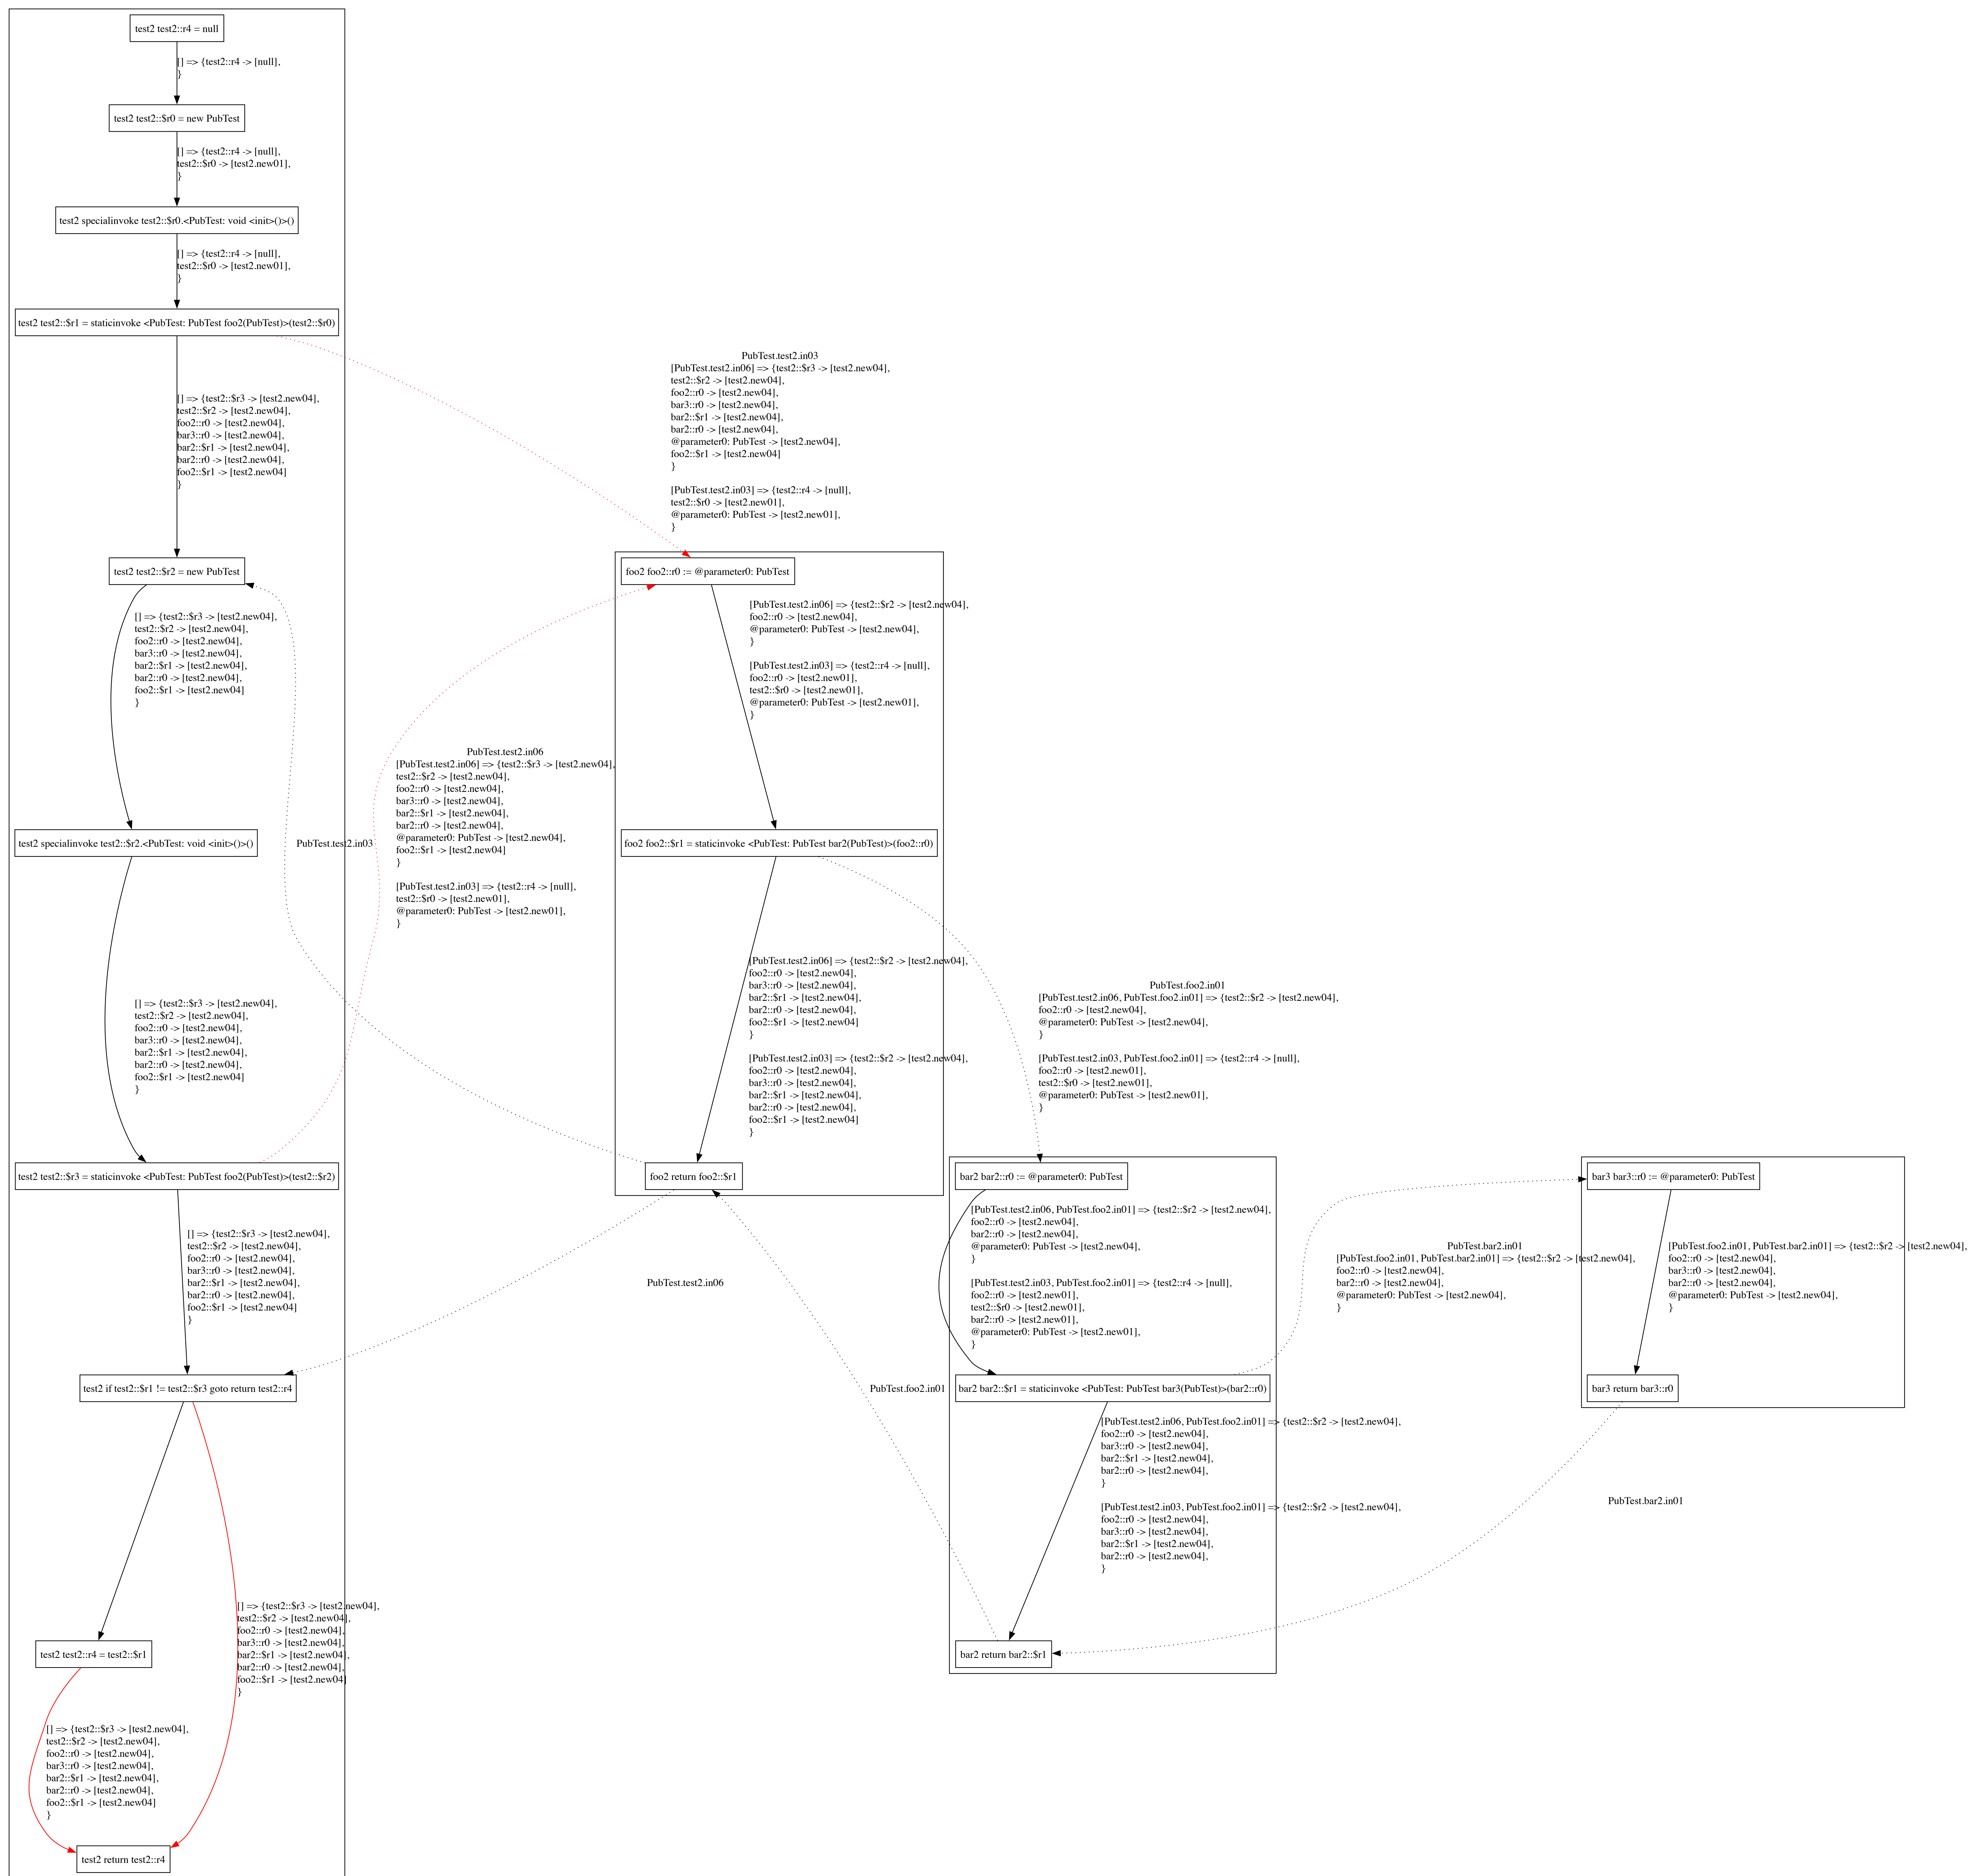 test2 test2::r4 = null
[] => {test2::r4 -> [null],
}
test2 test2::$r0 = new PubTest
[] => {test2::r4 -> [null],
test2::$r0 -> [test2.new01],
}
test2 specialinvoke test2::$r0.<PubTest: void <init>()>()
[] => {test2::r4 -> [null],
test2::$r0 -> [test2.new01],
}
test2 test2::$r1 = staticinvoke <PubTest: PubTest foo2(PubTest)>(test2::$r0)
[] => {test2::$r3 -> [test2.new04],
test2::$r2 -> [test2.new04],
foo2::r0 -> [test2.new04],
bar3::r0 -> [test2.new04],
bar2::$r1 -> [test2.new04],
bar2::r0 -> [test2.new04],
foo2::$r1 -> [test2.new04]
}
test2 test2::$r2 = new PubTest
[] => {test2::$r3 -> [test2.new04],
test2::$r2 -> [test2.new04],
foo2::r0 -> [test2.new04],
bar3::r0 -> [test2.new04],
bar2::$r1 -> [test2.new04],
bar2::r0 -> [test2.new04],
foo2::$r1 -> [test2.new04]
}
test2 specialinvoke test2::$r2.<PubTest: void <init>()>()
[] => {test2::$r3 -> [test2.new04],
test2::$r2 -> [test2.new04],
foo2::r0 -> [test2.new04],
bar3::r0 -> [test2.new04],
bar2::$r1 -> [test2.new04],
bar2::r0 -> [test2.new04],
foo2::$r1 -> [test2.new04]
}
test2 test2::$r3 = staticinvoke <PubTest: PubTest foo2(PubTest)>(test2::$r2)
[] => {test2::$r3 -> [test2.new04],
test2::$r2 -> [test2.new04],
foo2::r0 -> [test2.new04],
bar3::r0 -> [test2.new04],
bar2::$r1 -> [test2.new04],
bar2::r0 -> [test2.new04],
foo2::$r1 -> [test2.new04]
}
test2 if test2::$r1 != test2::$r3 goto return test2::r4
[] => {test2::$r3 -> [test2.new04],
test2::$r2 -> [test2.new04],
foo2::r0 -> [test2.new04],
bar3::r0 -> [test2.new04],
bar2::$r1 -> [test2.new04],
bar2::r0 -> [test2.new04],
foo2::$r1 -> [test2.new04]
}
test2 test2::r4 = test2::$r1
[] => {test2::$r3 -> [test2.new04],
test2::$r2 -> [test2.new04],
foo2::r0 -> [test2.new04],
bar3::r0 -> [test2.new04],
bar2::$r1 -> [test2.new04],
bar2::r0 -> [test2.new04],
foo2::$r1 -> [test2.new04]
}
test2 return test2::r4
PubTest.test2.in03
PubTest.test2.in06
[PubTest.test2.in06] => {test2::$r3 -> [test2.new04],
test2::$r2 -> [test2.new04],
foo2::r0 -> [test2.new04],
bar3::r0 -> [test2.new04],
bar2::$r1 -> [test2.new04],
bar2::r0 -> [test2.new04],
@parameter0: PubTest -> [test2.new04],
foo2::$r1 -> [test2.new04]
}
[PubTest.test2.in03] => {test2::r4 -> [null],
test2::$r0 -> [test2.new01],
@parameter0: PubTest -> [test2.new01],
}
PubTest.test2.in03
[PubTest.test2.in06] => {test2::$r3 -> [test2.new04],
test2::$r2 -> [test2.new04],
foo2::r0 -> [test2.new04],
bar3::r0 -> [test2.new04],
bar2::$r1 -> [test2.new04],
bar2::r0 -> [test2.new04],
@parameter0: PubTest -> [test2.new04],
foo2::$r1 -> [test2.new04]
}
[PubTest.test2.in03] => {test2::r4 -> [null],
test2::$r0 -> [test2.new01],
@parameter0: PubTest -> [test2.new01],
}
foo2 foo2::r0 := @parameter0: PubTest
[PubTest.test2.in06] => {test2::$r2 -> [test2.new04],
foo2::r0 -> [test2.new04],
@parameter0: PubTest -> [test2.new04],
}
[PubTest.test2.in03] => {test2::r4 -> [null],
foo2::r0 -> [test2.new01],
test2::$r0 -> [test2.new01],
@parameter0: PubTest -> [test2.new01],
}
foo2 foo2::$r1 = staticinvoke <PubTest: PubTest bar2(PubTest)>(foo2::r0)
[PubTest.test2.in06] => {test2::$r2 -> [test2.new04],
foo2::r0 -> [test2.new04],
bar3::r0 -> [test2.new04],
bar2::$r1 -> [test2.new04],
bar2::r0 -> [test2.new04],
foo2::$r1 -> [test2.new04]
}
[PubTest.test2.in03] => {test2::$r2 -> [test2.new04],
foo2::r0 -> [test2.new04],
bar3::r0 -> [test2.new04],
bar2::$r1 -> [test2.new04],
bar2::r0 -> [test2.new04],
foo2::$r1 -> [test2.new04]
}
foo2 return foo2::$r1
PubTest.test2.in06
PubTest.foo2.in01
[PubTest.test2.in06, PubTest.foo2.in01] => {test2::$r2 -> [test2.new04],
foo2::r0 -> [test2.new04],
@parameter0: PubTest -> [test2.new04],
}
[PubTest.test2.in03, PubTest.foo2.in01] => {test2::r4 -> [null],
foo2::r0 -> [test2.new01],
test2::$r0 -> [test2.new01],
@parameter0: PubTest -> [test2.new01],
}
bar2 bar2::r0 := @parameter0: PubTest
[PubTest.test2.in06, PubTest.foo2.in01] => {test2::$r2 -> [test2.new04],
foo2::r0 -> [test2.new04],
bar2::r0 -> [test2.new04],
@parameter0: PubTest -> [test2.new04],
}
[PubTest.test2.in03, PubTest.foo2.in01] => {test2::r4 -> [null],
foo2::r0 -> [test2.new01],
test2::$r0 -> [test2.new01],
bar2::r0 -> [test2.new01],
@parameter0: PubTest -> [test2.new01],
}
PubTest.foo2.in01
bar2 bar2::$r1 = staticinvoke <PubTest: PubTest bar3(PubTest)>(bar2::r0)
[PubTest.test2.in06, PubTest.foo2.in01] => {test2::$r2 -> [test2.new04],
foo2::r0 -> [test2.new04],
bar3::r0 -> [test2.new04],
bar2::$r1 -> [test2.new04],
bar2::r0 -> [test2.new04],
}
[PubTest.test2.in03, PubTest.foo2.in01] => {test2::$r2 -> [test2.new04],
foo2::r0 -> [test2.new04],
bar3::r0 -> [test2.new04],
bar2::$r1 -> [test2.new04],
bar2::r0 -> [test2.new04],
}
bar2 return bar2::$r1
PubTest.bar2.in01
[PubTest.foo2.in01, PubTest.bar2.in01] => {test2::$r2 -> [test2.new04],
foo2::r0 -> [test2.new04],
bar2::r0 -> [test2.new04],
@parameter0: PubTest -> [test2.new04],
}
bar3 bar3::r0 := @parameter0: PubTest
[PubTest.foo2.in01, PubTest.bar2.in01] => {test2::$r2 -> [test2.new04],
foo2::r0 -> [test2.new04],
bar3::r0 -> [test2.new04],
bar2::r0 -> [test2.new04],
@parameter0: PubTest -> [test2.new04],
}
bar3 return bar3::r0
PubTest.bar2.in01